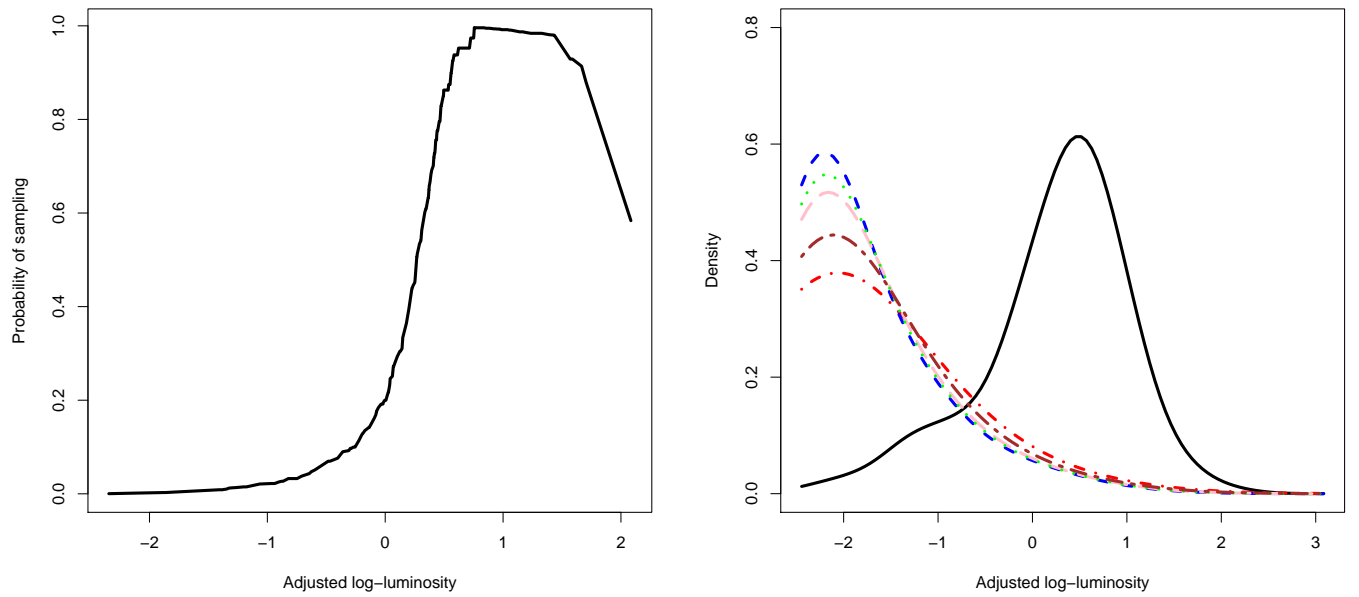 Probability of sampling
1.0
0.8
0.6
0.4
0.2
0.0
−2 −1 0 1 2
Adjusted log−luminosity
Density
0.8
0.6
0.4
0.2
0.0
−2 −1 0 1 2 3
Adjusted log−luminosity